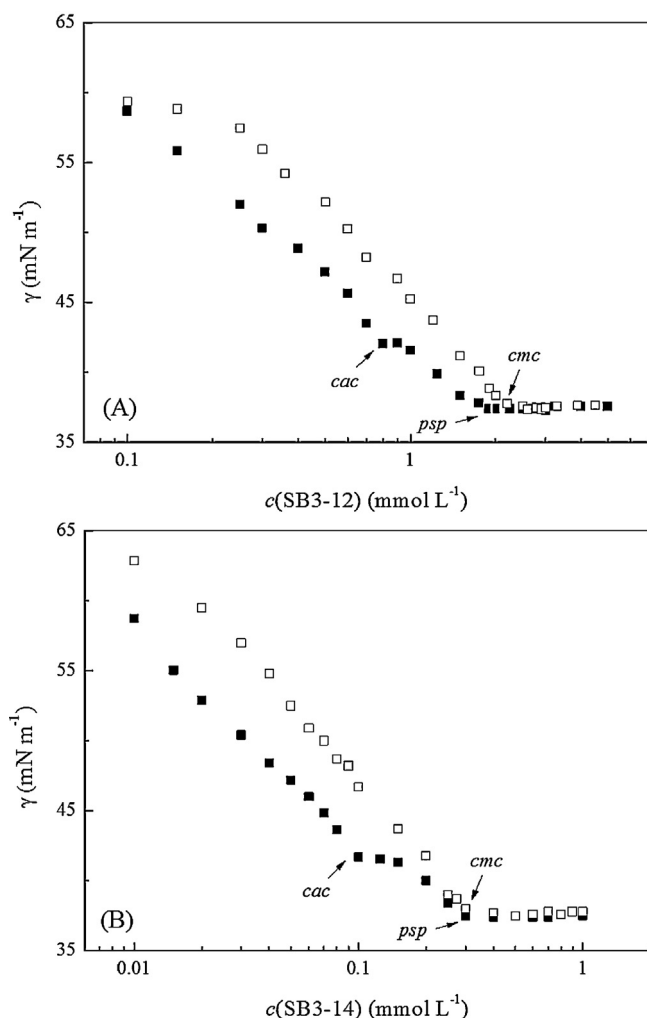 65
55
45
35
γ (mN m⁻¹)
cac
cmc
psp
(A)
0.1
1
c(SB3-12) (mmol L⁻¹)
65
55
45
35
γ (mN m⁻¹)
cac
cmc
psp
(B)
0.01
0.1
1
c(SB3-14) (mmol L⁻¹)